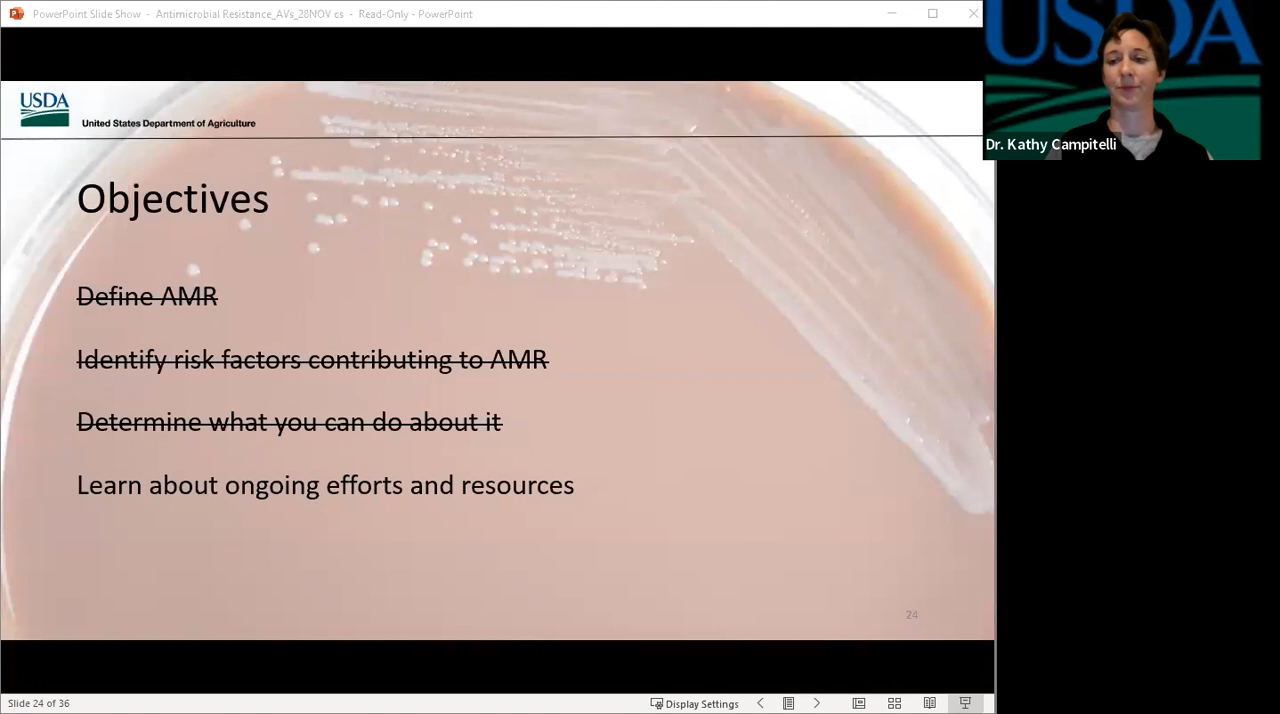 PowerPoint Slide Show - Antimicrobial Resistance_AVs_28NOV cs - Read-Only - PowerPoint
USDA
Dr. Kathy Campitelli
USDA
United States Department of Agriculture
Objectives
Define AMR
Identify risk factors contributing to AMR
Determine what you can do about it
Learn about ongoing efforts and resources
24
Slide 24 of 36
Display Settings